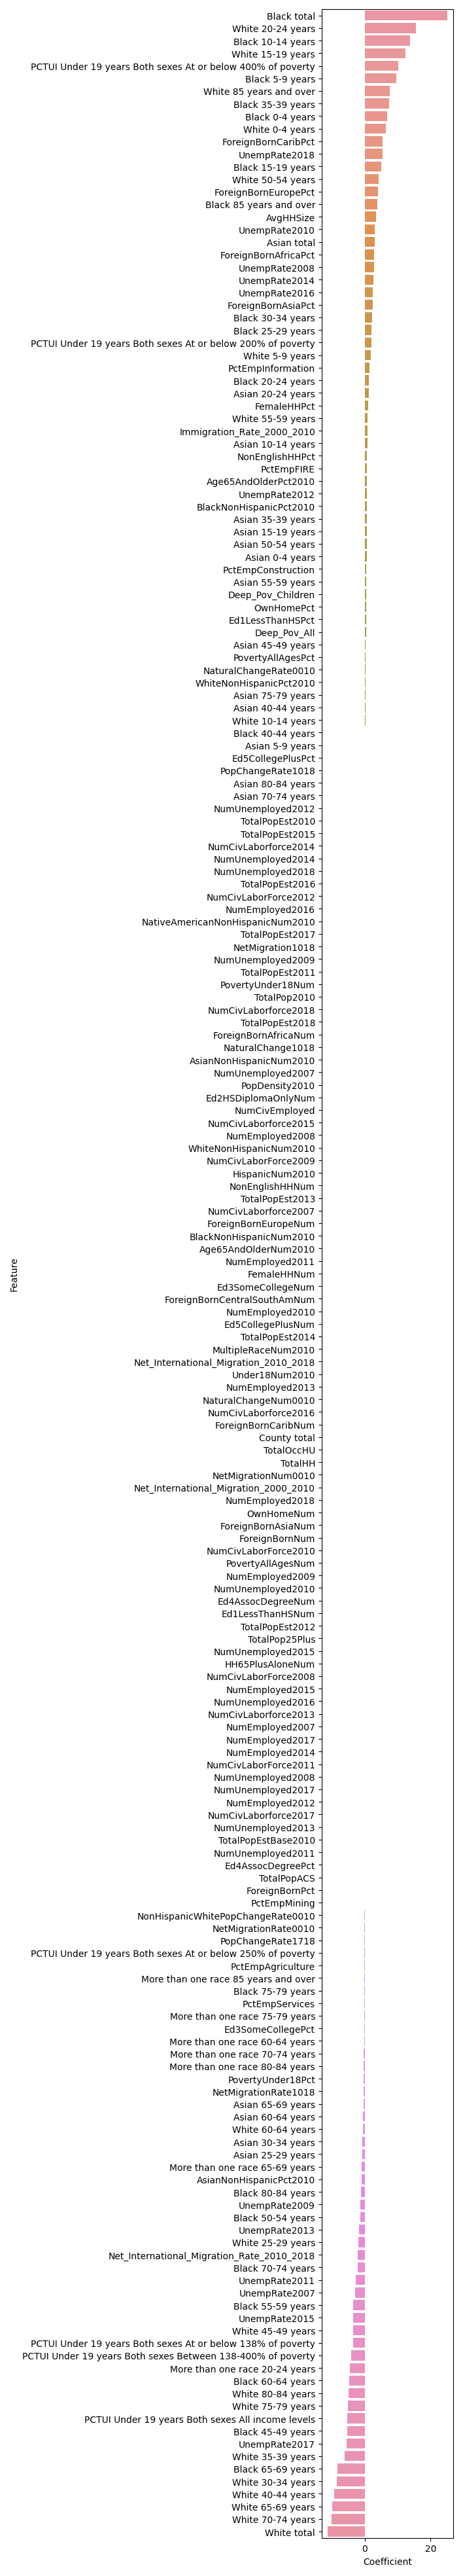 Black total
White 20-24 years
Black 10-14 years
White 15-19 years
PCTUI Under 19 years Both sexes At or below 400% of poverty
Black 5-9 years
White 85 years and over
Black 35-39 years
Black 0-4 years
White 0-4 years
ForeignBornCaribPct
UnempRate2018
Black 15-19 years
White 50-54 years
ForeignBornEuropePct
Black 85 years and over
AvgHHSize
UnempRate2010
Asian total
ForeignBornAfricaPct
UnempRate2008
UnempRate2014
UnempRate2016
ForeignBornAsiaPct
Black 30-34 years
Black 25-29 years
PCTUI Under 19 years Both sexes At or below 200% of poverty
White 5-9 years
PctEmpInformation
Black 20-24 years
Asian 20-24 years
FemaleHHPct
White 55-59 years
Immigration_Rate_2000_2010
Asian 10-14 years
NonEnglishHHPct
PctEmpFIRE
Age65AndOlderPct2010
UnempRate2012
BlackNonHispanicPct2010
Asian 35-39 years
Asian 15-19 years
Asian 50-54 years
Asian 0-4 years
PctEmpConstruction
Asian 55-59 years
Deep_Pov_Children
OwnHomePct
Ed1LessThanHSPct
Deep_Pov_All
Asian 45-49 years
PovertyAllAgesPct
NaturalChangeRate0010
WhiteNonHispanicPct2010
Asian 75-79 years
Asian 40-44 years
White 10-14 years
Black 40-44 years
Asian 5-9 years
Ed5CollegePlusPct
PopChangeRate1018
Asian 80-84 years
Asian 70-74 years
NumUnemployed2012
TotalPopEst2010
TotalPopEst2015
NumCivLaborforce2014
NumUnemployed2014
NumUnemployed2018
TotalPopEst2016
NumCivLaborForce2012
NumEmployed2016
NativeAmericanNonHispanicNum2010
TotalPopEst2017
NetMigration1018
NumUnemployed2009
TotalPopEst2011
PovertyUnder18Num
TotalPop2010
NumCivLaborforce2018
TotalPopEst2018
ForeignBornAfricaNum
NaturalChange1018
AsianNonHispanicNum2010
NumUnemployed2007
PopDensity2010
Ed2HSDiplomaOnlyNum
NumCivEmployed
NumCivLaborforce2015
NumEmployed2008
WhiteNonHispanicNum2010
NumCivLaborForce2009
HispanicNum2010
NonEnglishHHNum
TotalPopEst2013
NumCivLaborforce2007
ForeignBornEuropeNum
BlackNonHispanicNum2010
Age65AndOlderNum2010
NumEmployed2011
FemaleHHNum
Ed3SomeCollegeNum
ForeignBornCentralSouthAmNum
NumEmployed2010
Ed5CollegePlusNum
TotalPopEst2014
MultipleRaceNum2010
Net_International_Migration_2010_2018
Under18Num2010
NumEmployed2013
NaturalChangeNum0010
NumCivLaborforce2016
ForeignBornCaribNum
County total
TotalOccHU
TotalHH
NetMigrationNum0010
Net_International_Migration_2000_2010
NumEmployed2018
OwnHomeNum
ForeignBornAsiaNum
ForeignBornNum
NumCivLaborForce2010
PovertyAllAgesNum
NumEmployed2009
NumUnemployed2010
Ed4AssocDegreeNum
Ed1LessThanHSNum
TotalPopEst2012
TotalPop25Plus
NumUnemployed2015
HH65PlusAloneNum
NumCivLaborForce2008
NumEmployed2015
NumUnemployed2016
NumCivLaborforce2013
NumEmployed2007
NumEmployed2017
NumEmployed2014
NumCivLaborForce2011
NumUnemployed2008
NumUnemployed2017
NumEmployed2012
NumCivLaborforce2017
NumUnemployed2013
TotalPopEstBase2010
NumUnemployed2011
Ed4AssocDegreePct
TotalPopACS
ForeignBornPct
PctEmpMining
NonHispanicWhitePopChangeRate0010
NetMigrationRate0010
PopChangeRate1718
PCTUI Under 19 years Both sexes At or below 250% of poverty
PctEmpAgriculture
More than one race 85 years and over
Black 75-79 years
PctEmpServices
More than one race 75-79 years
Ed3SomeCollegePct
More than one race 60-64 years
More than one race 70-74 years
More than one race 80-84 years
PovertyUnder18Pct
NetMigrationRate1018
Asian 65-69 years
Asian 60-64 years
White 60-64 years
Asian 30-34 years
Asian 25-29 years
More than one race 65-69 years
AsianNonHispanicPct2010
Black 80-84 years
UnempRate2009
Black 50-54 years
UnempRate2013
White 25-29 years
Net_International_Migration_Rate_2010_2018
Black 70-74 years
UnempRate2011
UnempRate2007
Black 55-59 years
UnempRate2015
White 45-49 years
PCTUI Under 19 years Both sexes At or below 138% of poverty
PCTUI Under 19 years Both sexes Between 138-400% of poverty
More than one race 20-24 years
Black 60-64 years
White 80-84 years
White 75-79 years
PCTUI Under 19 years Both sexes All income levels
Black 45-49 years
UnempRate2017
White 35-39 years
Black 65-69 years
White 30-34 years
White 40-44 years
White 65-69 years
White 70-74 years
White total
Feature
0 20
Coefficient